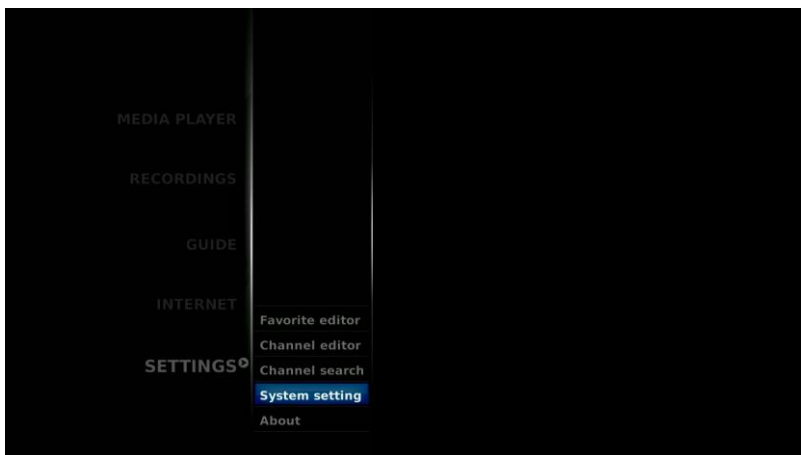 MEDIA PLAYER
RECORDINGS
GUIDE
INTERNET
SETTINGS
Favorite editor
Channel editor
Channel search
System setting
About